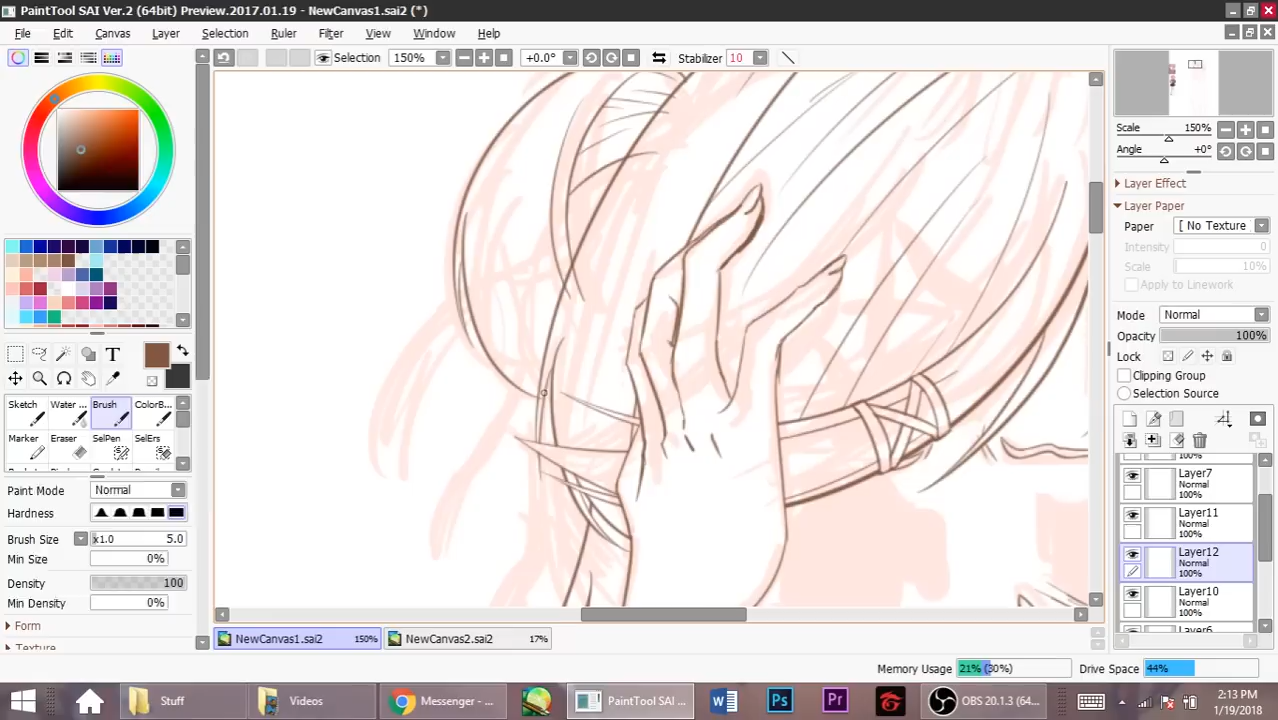 PaintTool SAI Ver.2 (64bit) Preview.2017.01.19 - NewCanvas1.sai2 (*)
File Edit Canvas Layer Selection Ruler Filter View Window Help
Selection 150% +0.0° Stabilizer 10
Scale 150%
Angle +0°
Layer Effect
Layer Paper
Paper [ No Texture
Intensity 0
Scale 10%
Apply to Linework
Mode Normal
Opacity 100%
Lock
Clipping Group
Selection Source
T
Sketch Water ... Brush ColorB...
Marker Eraser SelPen SelErs
Paint Mode Normal
Hardness
Brush Size x1.0 5.0
Min Size 0%
Density 100
Min Density 0%
Form
Texture
100%
Layer7
Normal
100%
Layer11
Normal
100%
Layer12
Normal
100%
Layer10
Normal
100%
Layer6
NewCanvas1.sai2 150% NewCanvas2.sai2 17%
Memory Usage 21% (30%) Drive Space 44%
Stuff Videos Messenger - ... PaintTool SAI ... W Ps Pr OBS 20.1.3 (64-...
2:13 PM
1/19/2018